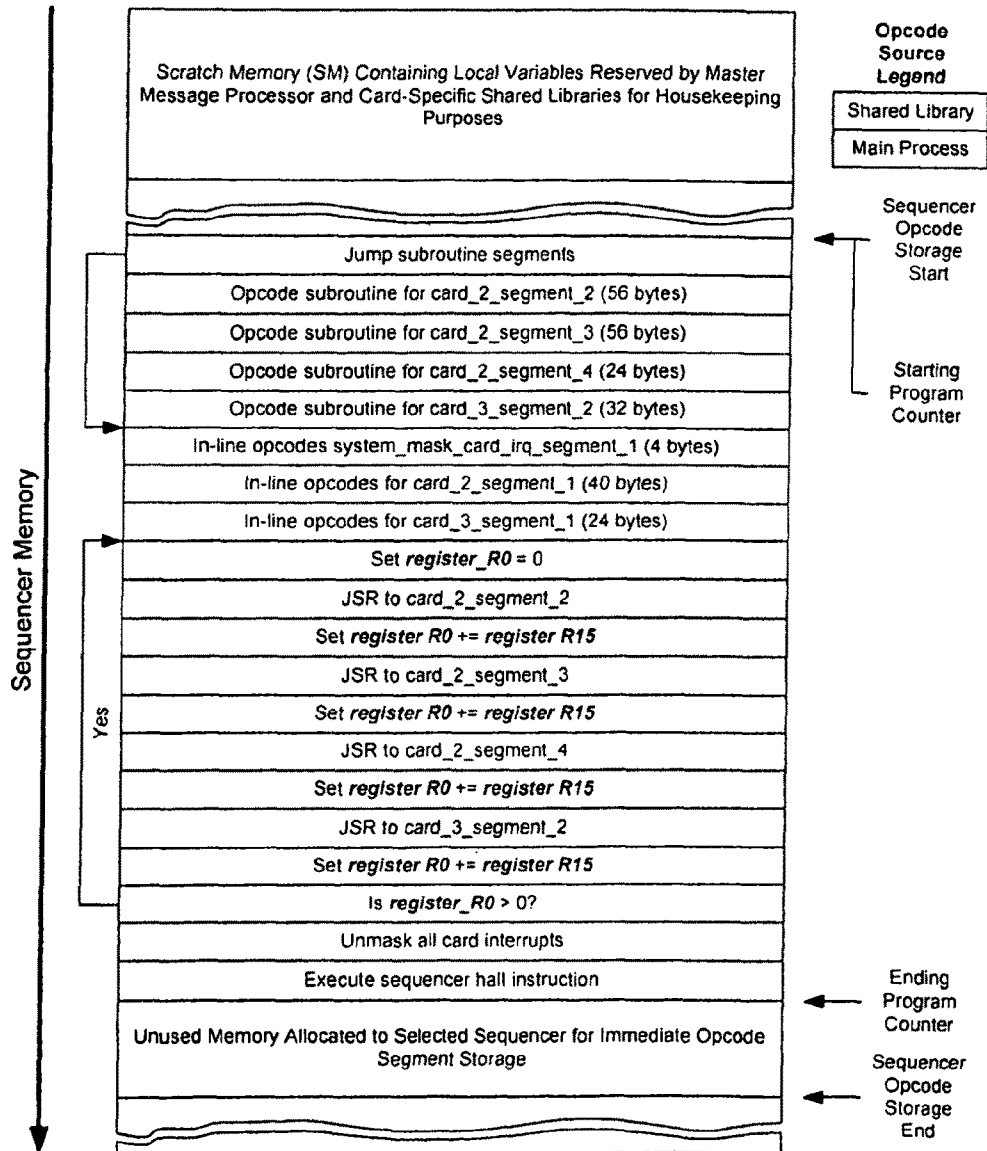 Scratch Memory (SM) Containing Local Variables Reserved by Master
Message Processor and Card-Specific Shared Libraries for Housekeeping
Purposes
Opcode
Source
Legend
Shared Library
Main Process
Sequencer
Opcode
Storage
Start
Jump subroutine segments
Opcode subroutine for card_2_segment_2 (56 bytes)
Opcode subroutine for card_2_segment_3 (56 bytes)
Opcode subroutine for card_2_segment_4 (24 bytes)
Opcode subroutine for card_3_segment_2 (32 bytes)
Starting
Program
Counter
In-line opcodes system_mask_card_irq_segment_1 (4 bytes)
In-line opcodes for card_2_segment_1 (40 bytes)
In-line opcodes for card_3_segment_1 (24 bytes)
Sequencer Memory
Yes
Set register_R0 = 0
JSR to card_2_segment_2
Set register R0 += register R15
JSR to card_2_segment_3
Set register R0 += register R15
JSR to card_2_segment_4
Set register R0 += register R15
JSR to card_3_segment_2
Set register R0 += register R15
Is register_R0 > 0?
Unmask all card interrupts
Execute sequencer hall instruction
Ending
Program
Counter
Unused Memory Allocated to Selected Sequencer for Immediate Opcode
Segment Storage
Sequencer
Opcode
Storage
End